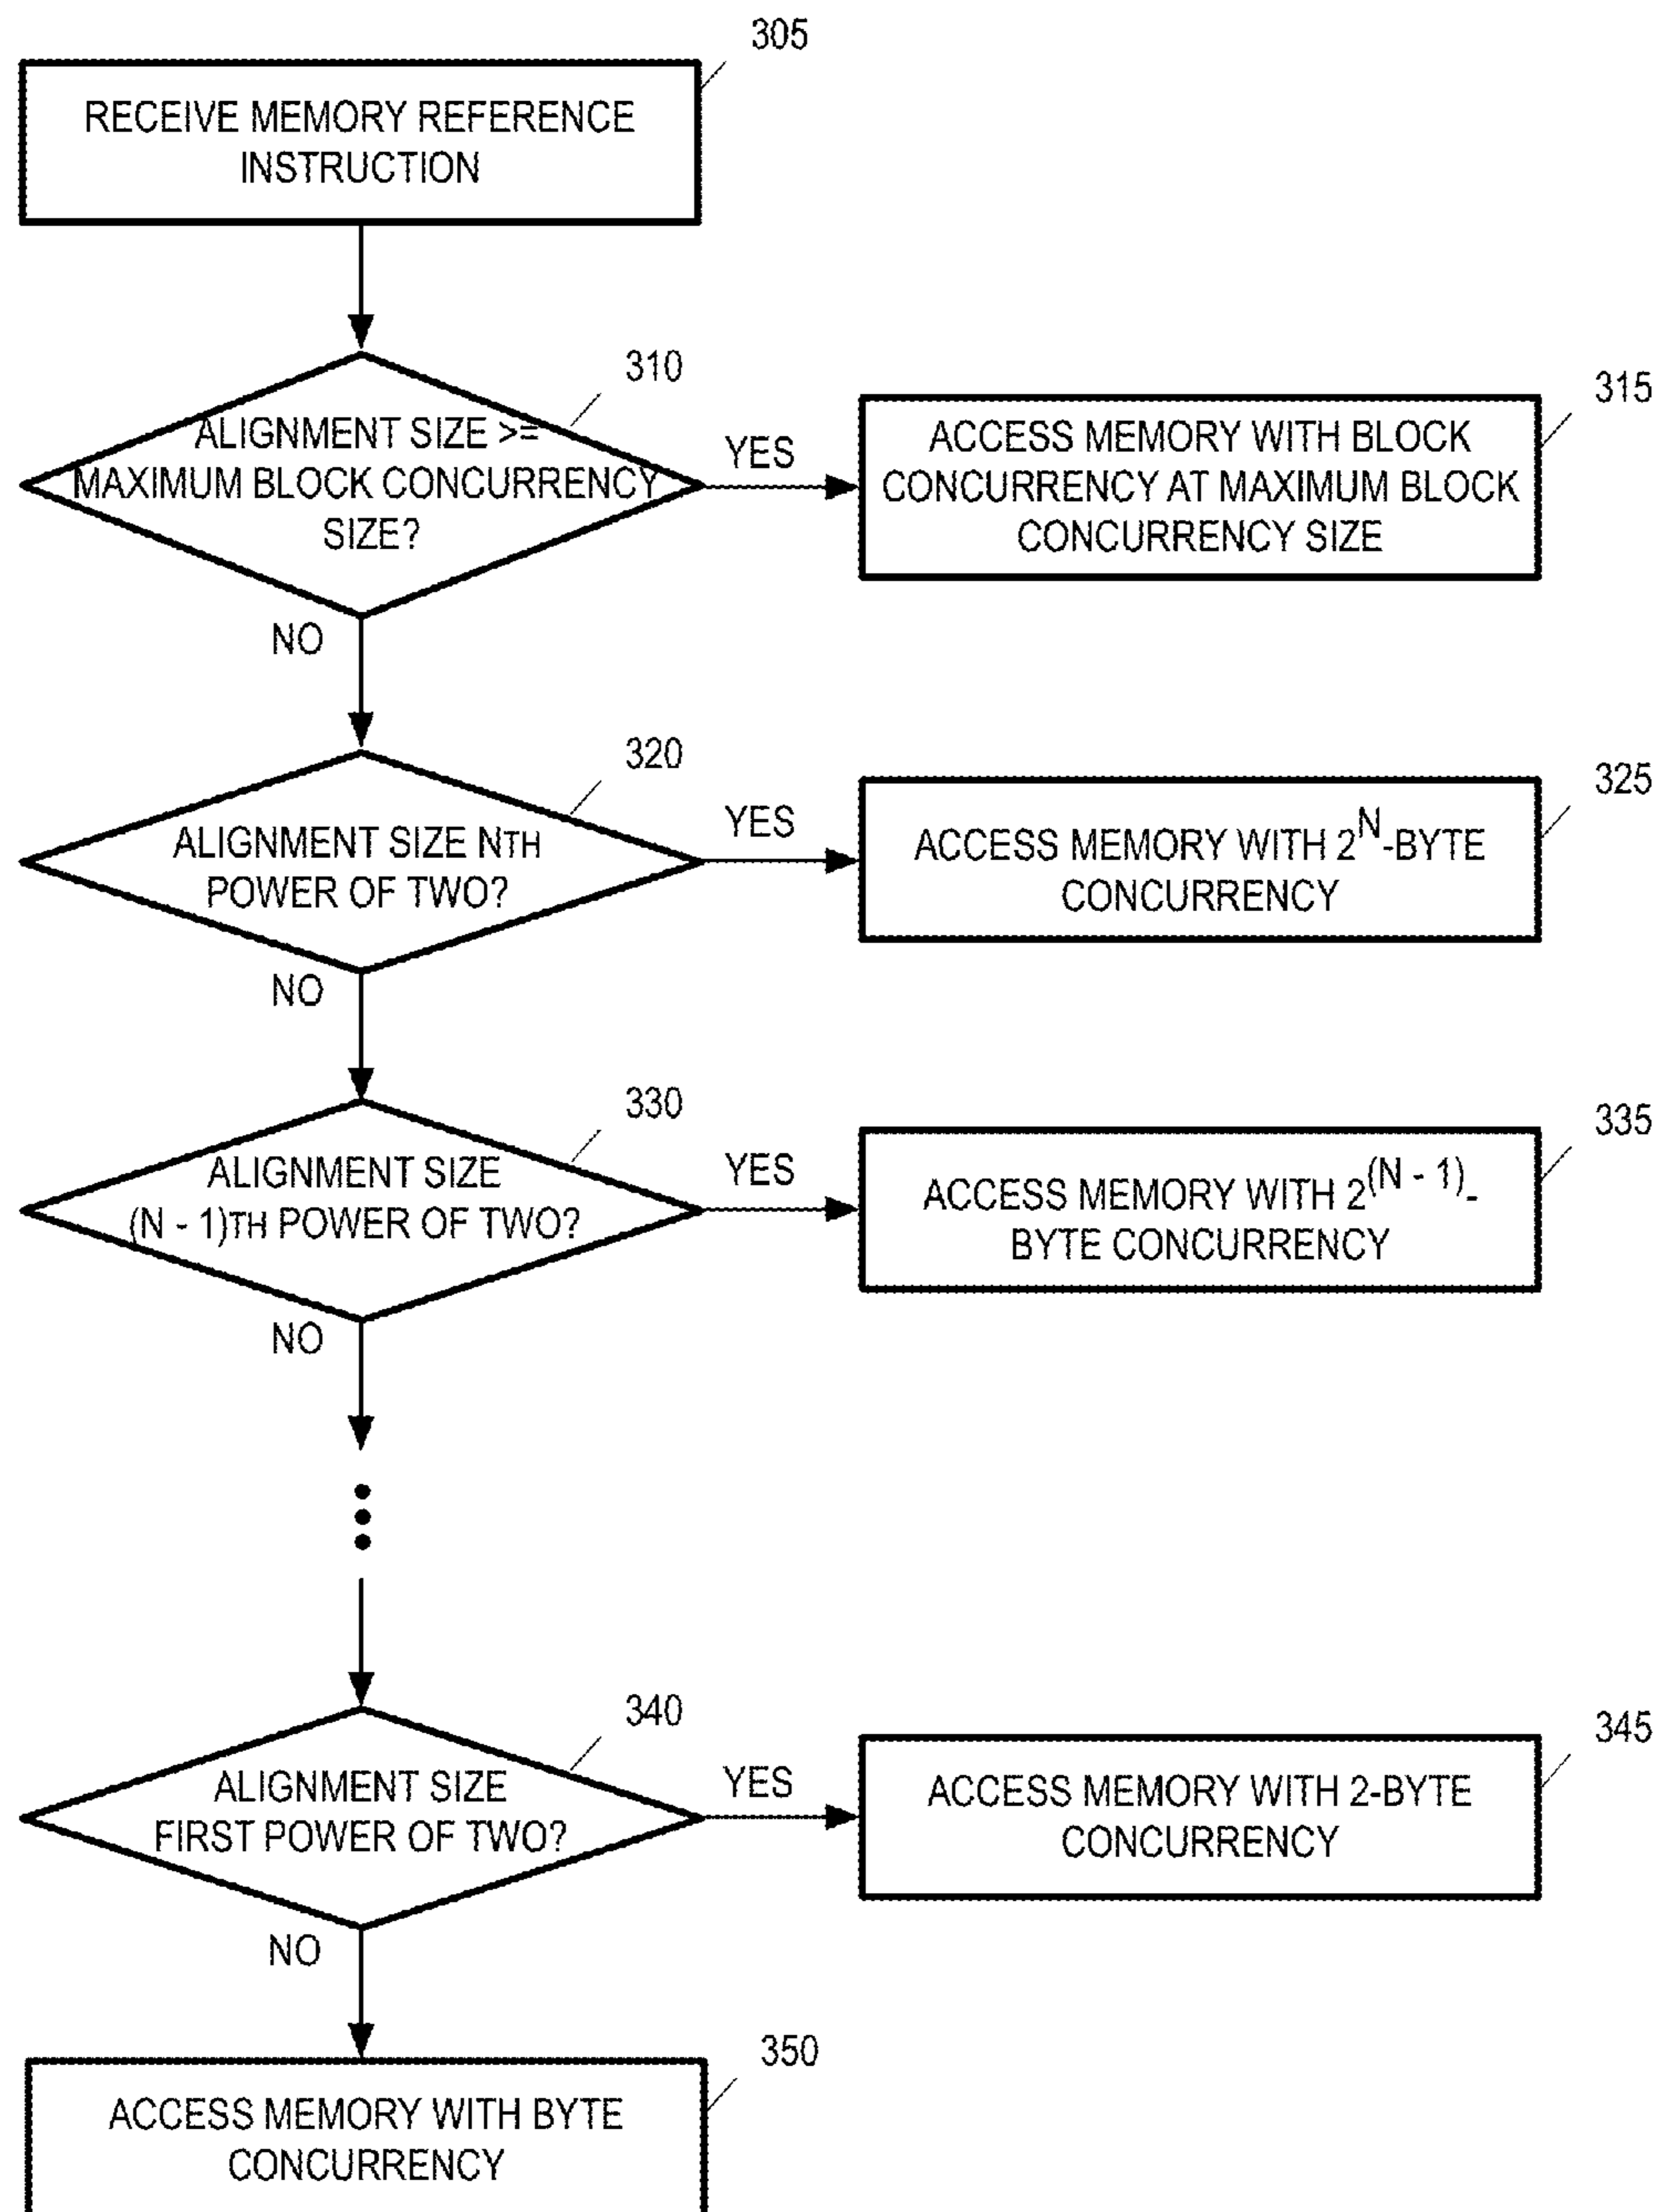 305
RECEIVE MEMORY REFERENCE
INSTRUCTION
310
ALIGNMENT SIZE >=
MAXIMUM BLOCK CONCURRENCY
SIZE?
YES
315
ACCESS MEMORY WITH BLOCK
CONCURRENCY AT MAXIMUM BLOCK
CONCURRENCY SIZE
NO
320
ALIGNMENT SIZE NTH
POWER OF TWO?
YES
325
ACCESS MEMORY WITH 2^N-BYTE
CONCURRENCY
NO
330
ALIGNMENT SIZE
(N - 1)TH POWER OF TWO?
YES
335
ACCESS MEMORY WITH 2^(N - 1)-
BYTE CONCURRENCY
NO
340
ALIGNMENT SIZE
FIRST POWER OF TWO?
YES
345
ACCESS MEMORY WITH 2-BYTE
CONCURRENCY
NO
350
ACCESS MEMORY WITH BYTE
CONCURRENCY